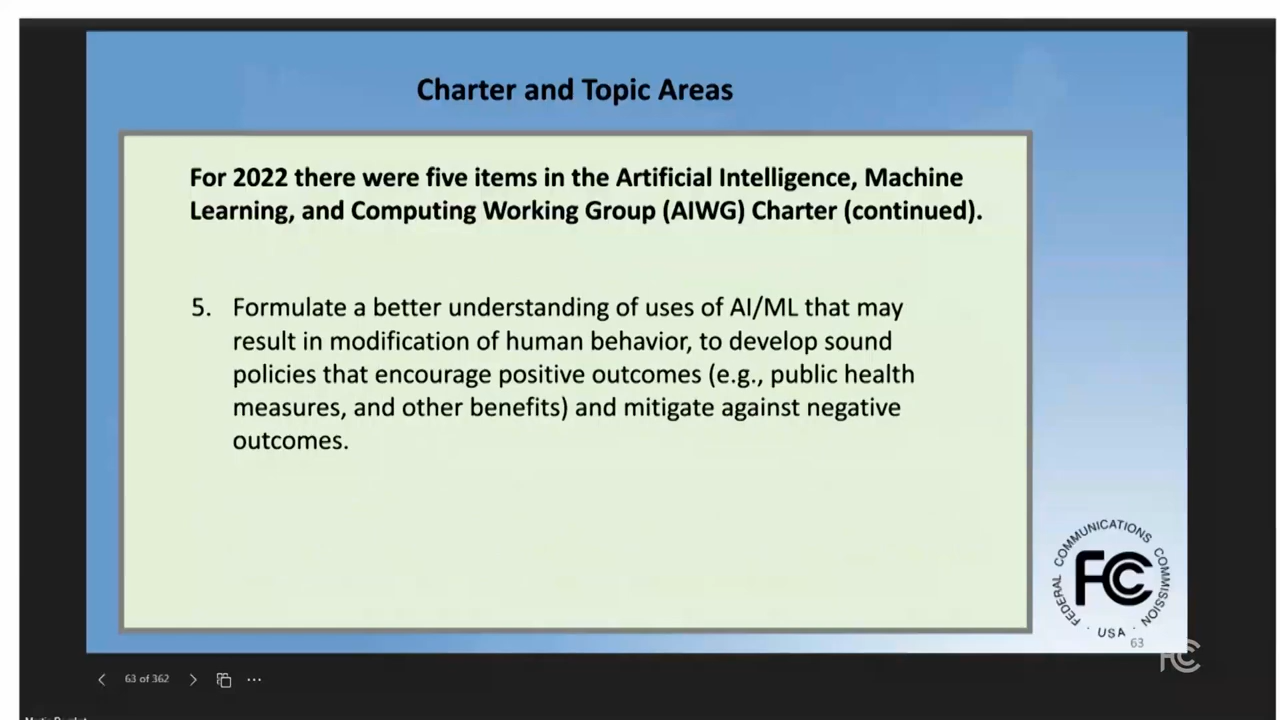 Charter and Topic Areas
For 2022 there were five items in the Artificial Intelligence, Machine
Learning, and Computing Working Group (AIWG) Charter (continued).
5. Formulate a better understanding of uses of AI/ML that may
result in modification of human behavior, to develop sound
policies that encourage positive outcomes (e.g., public health
measures, and other benefits) and mitigate against negative
outcomes.
FEDERAL COMMUNICATIONS COMMISSION
FCC
· USA ·
63
FCC
63 of 362